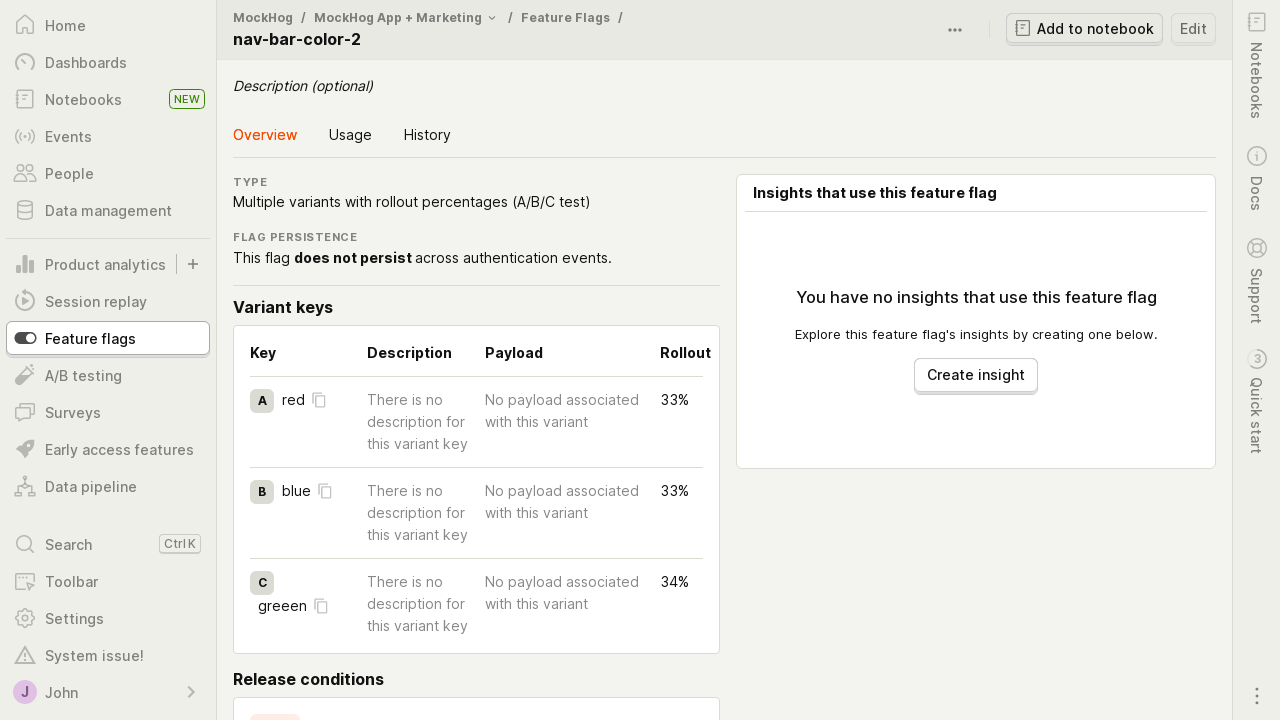 Home
Dashboards
Notebooks NEW
Events
People
Data management
Product analytics
Session replay
Feature flags
A/B testing
Surveys
Early access features
Data pipeline
Search Ctrl K
Toolbar
Settings
System issue!
J John
MockHog / MockHog App + Marketing / Feature Flags /
nav-bar-color-2
Add to notebook Edit
Description (optional)
Overview Usage History
TYPE
Multiple variants with rollout percentages (A/B/C test)
FLAG PERSISTENCE
This flag does not persist across authentication events.
Variant keys
Key Description Payload Rollout
A red There is no No payload associated 33%
description for with this variant
this variant key
B blue There is no No payload associated 33%
description for with this variant
this variant key
C There is no No payload associated 34%
greeen description for with this variant
this variant key
Release conditions
Insights that use this feature flag
You have no insights that use this feature flag
Explore this feature flag's insights by creating one below.
Create insight
Notebooks
Docs
Support
3 Quick start